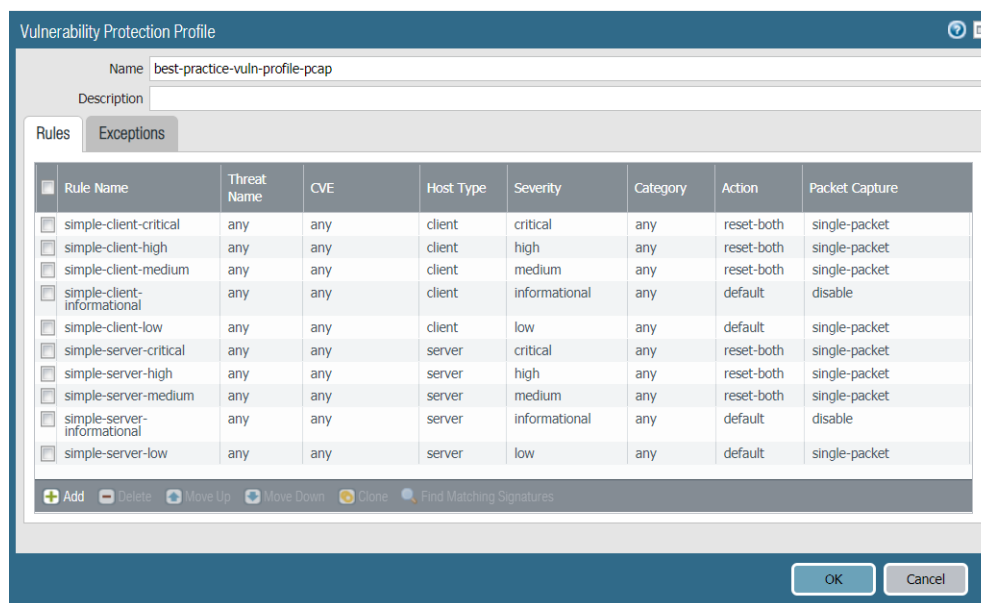 Vulnerability Protection Profile
Name best-practice-vuln-profile-pcap
Description
Rules Exceptions
Rule Name Threat Name CVE Host Type Severity Category Action Packet Capture
simple-client-critical any any client critical any reset-both single-packet
simple-client-high any any client high any reset-both single-packet
simple-client-medium any any client medium any reset-both single-packet
simple-client-informational any any client informational any default disable
simple-client-low any any client low any default single-packet
simple-server-critical any any server critical any reset-both single-packet
simple-server-high any any server high any reset-both single-packet
simple-server-medium any any server medium any reset-both single-packet
simple-server-informational any any server informational any default disable
simple-server-low any any server low any default single-packet
Add Delete Move Up Move Down Clone Find Matching Signatures
OK Cancel